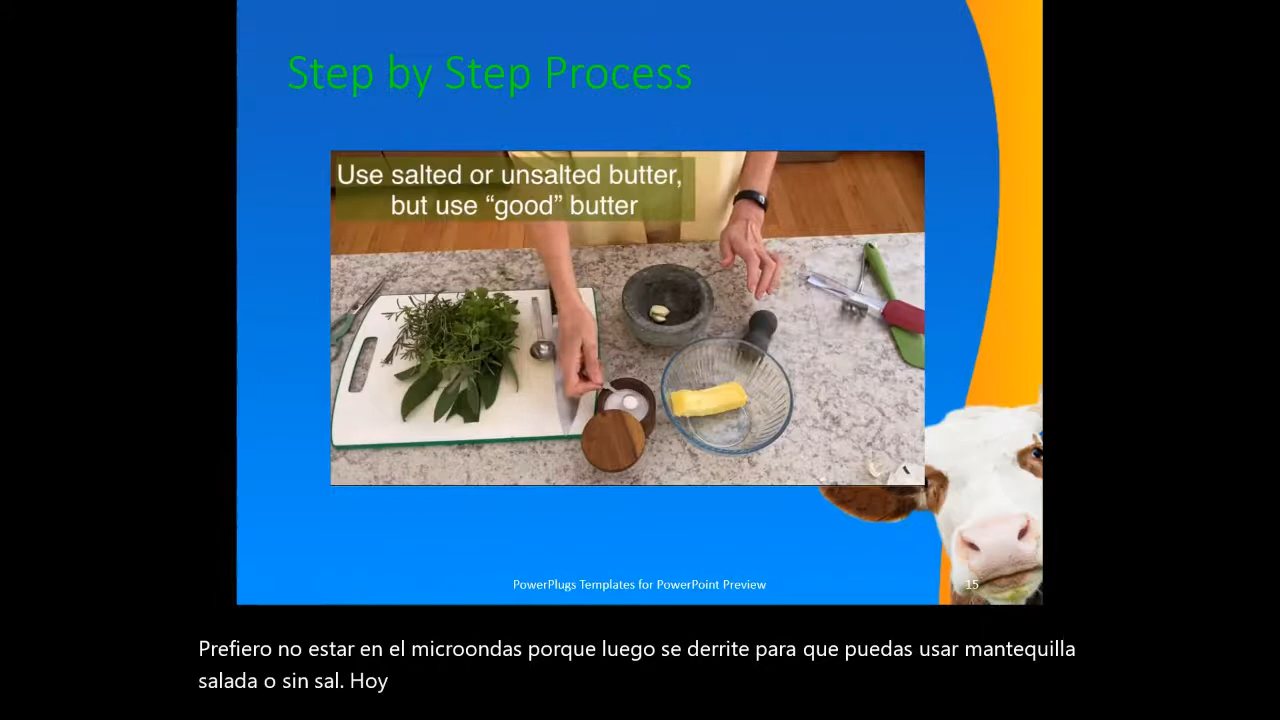 Step by Step Process
Use salted or unsalted butter,
but use “good” butter
PowerPlugs Templates for PowerPoint Preview
15
Prefiero no estar en el microondas porque luego se derrite para que puedas usar mantequilla
salada o sin sal. Hoy